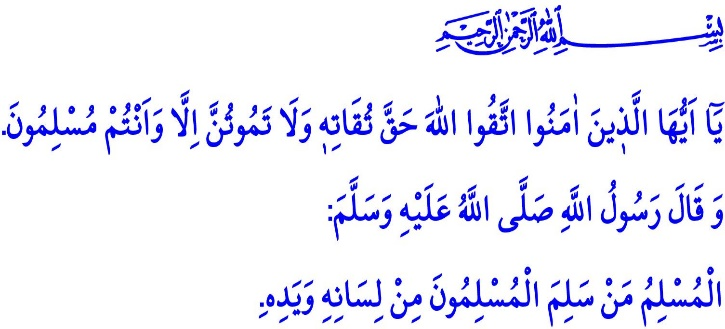 بِسْمِ اللّٰهِ الرَّحْمٰنِ الرَّحِيمِ
يَٓا اَيُّهَا الَّذ۪ينَ اٰمَنُوا اتَّقُوا اللّٰهَ حَقَّ تُقَاتِه۪ وَلَا تَمُوتُنَّ اِلَّا وَاَنْتُمْ مُسْلِمُونَ.
وَ قَالَ رَسُولُ اللَّهِ صَلَّى اللَّهُ عَلَيْهِ وَسَلَّمَ:
الْمُسْلِمُ مَنْ سَلِمَ الْمُسْلِمُونَ مِنْ لِسَانِهِ وَيَدِهِ.